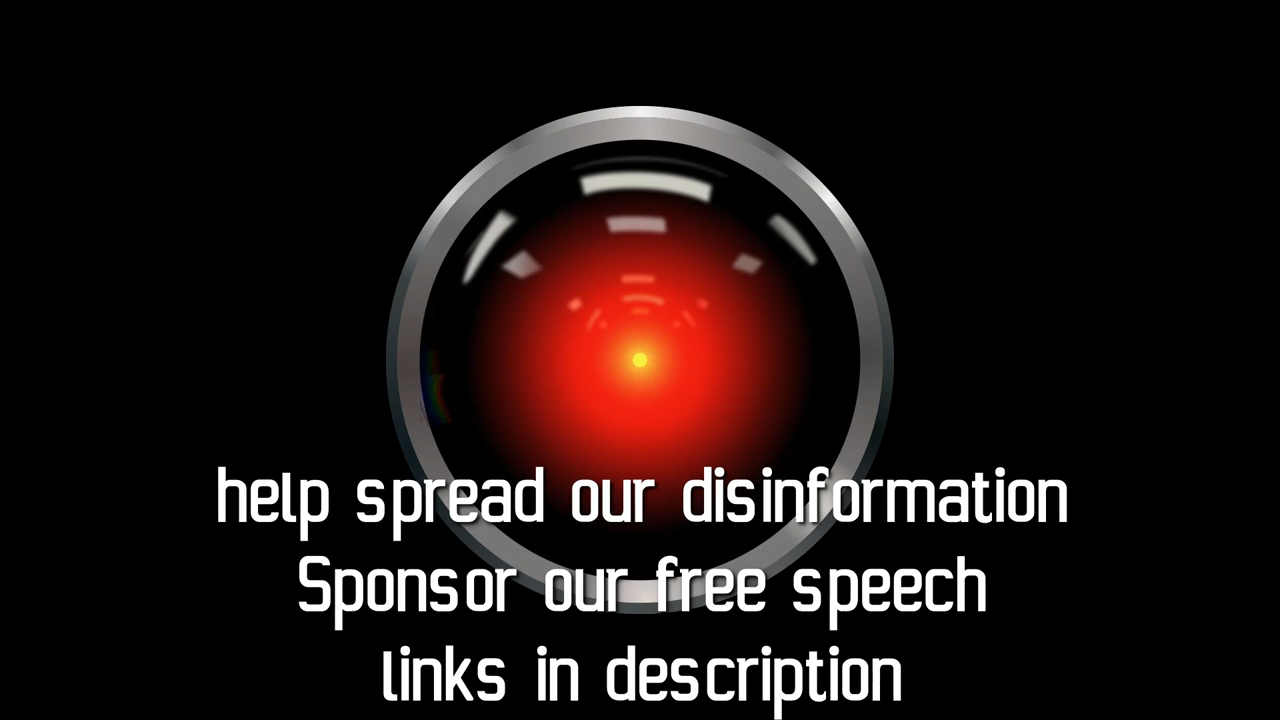 help spread our disinformation
Sponsor our free speech
links in description